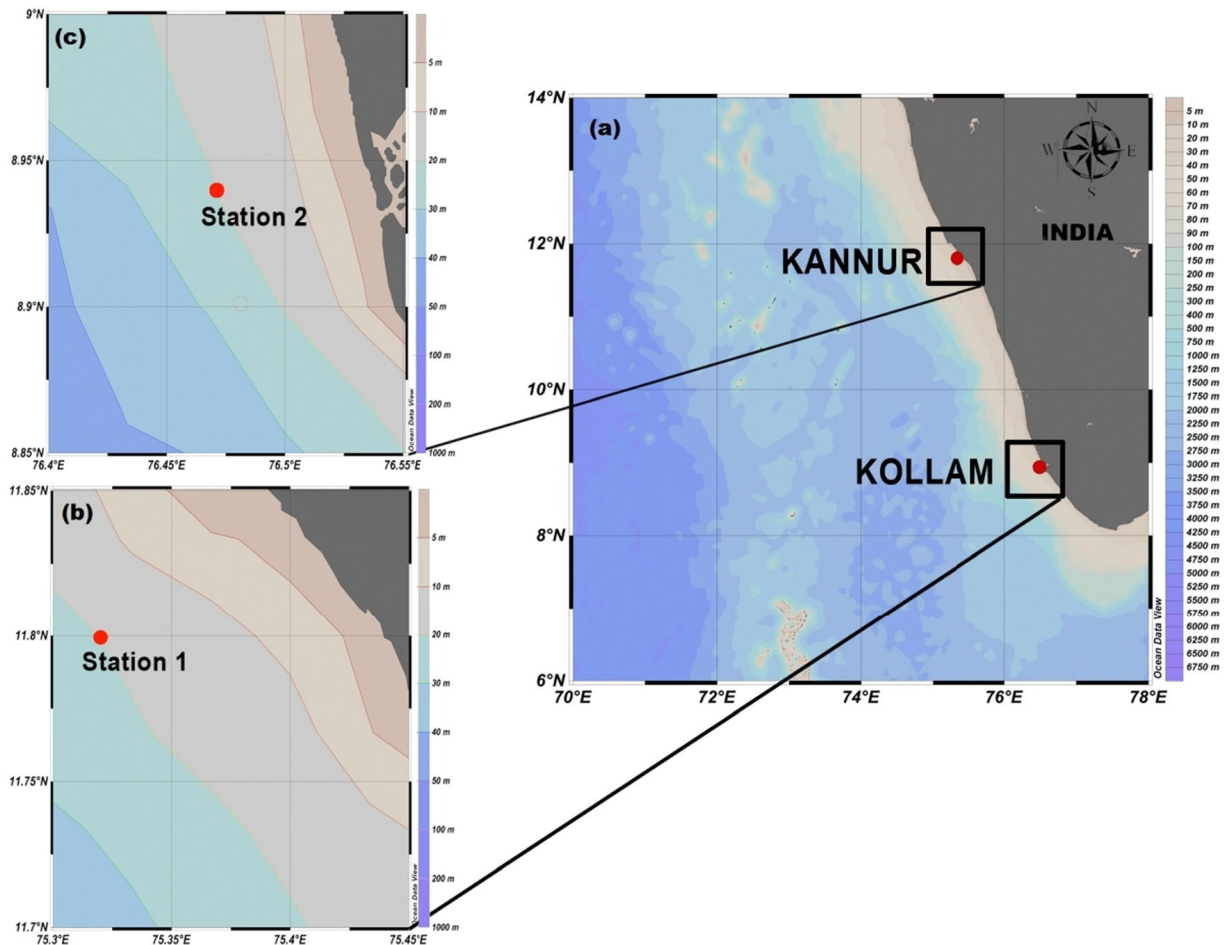 (c)
9°N
8.95°N
8.9°N
8.85°N
76.4°E
76.45°E
76.5°E
76.55°E
Station 2
5 m
10 m
20 m
30 m
40 m
50 m
100 m
200 m
1000 m
Ocean Data View
(b)
11.85°N
11.8°N
11.75°N
11.7°N
75.3°E
75.35°E
75.4°E
75.45°E
Station 1
5 m
10 m
20 m
30 m
40 m
50 m
100 m
200 m
1000 m
Ocean Data View
(a)
14°N
12°N
10°N
8°N
6°N
70°E
72°E
74°E
76°E
78°E
N
W
E
S
INDIA
KANNUR
KOLLAM
5 m
10 m
20 m
30 m
40 m
50 m
60 m
70 m
90 m
100 m
150 m
200 m
250 m
300 m
400 m
500 m
750 m
1000 m
1250 m
1500 m
1750 m
2000 m
2250 m
2500 m
2750 m
3000 m
3250 m
3500 m
3750 m
4000 m
4250 m
4500 m
4750 m
5000 m
5250 m
5500 m
5750 m
6000 m
6250 m
6500 m
6750 m
Ocean Data View